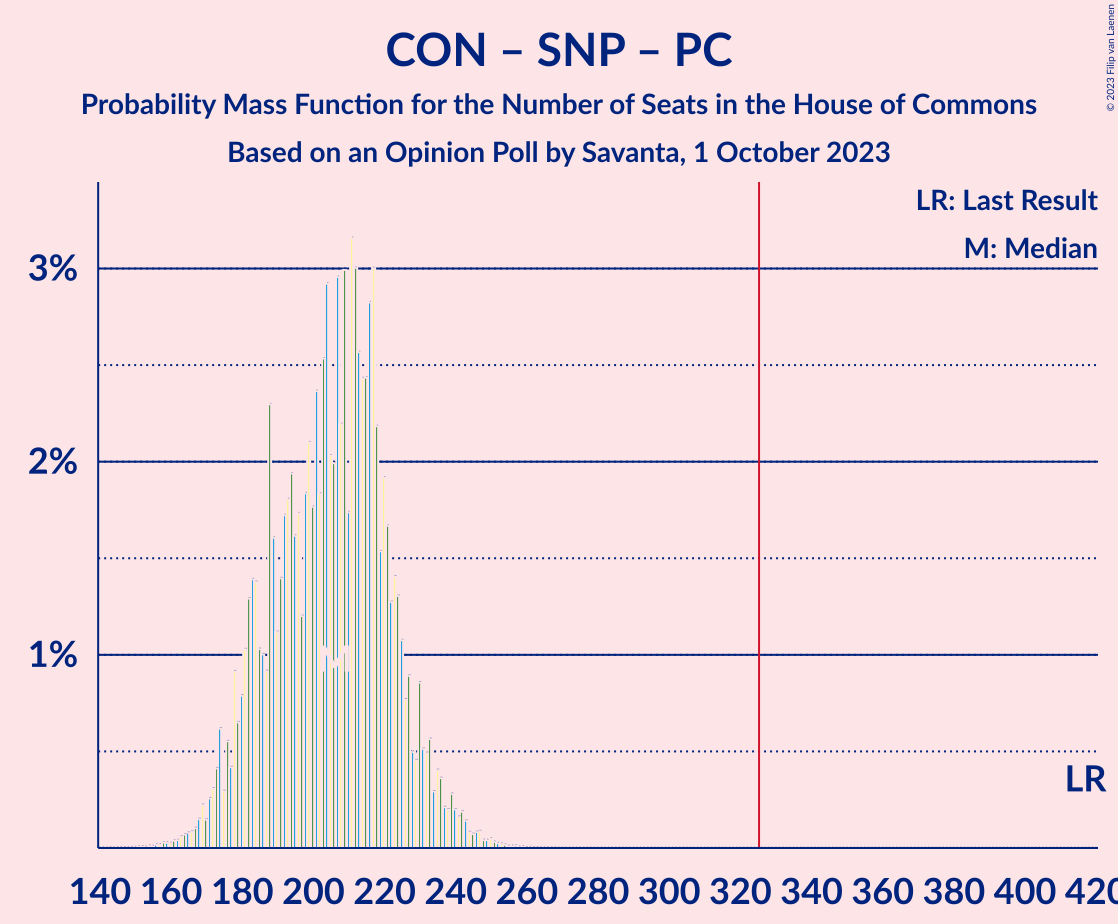 CON – SNP – PC
Probability Mass Function for the Number of Seats in the House of Commons
Based on an Opinion Poll by Savanta, 1 October 2023
© 2023 Filip van Laenen
LR: Last Result
M: Median
3%
2%
1%
M
LR
140 160 180 200 220 240 260 280 300 320 340 360 380 400 420